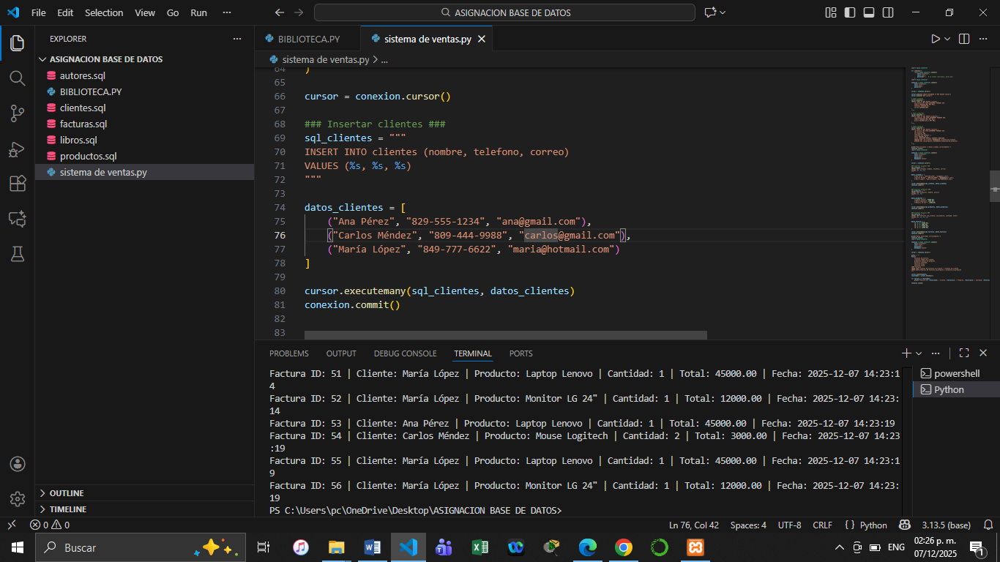 File Edit Selection View Go Run ···
ASIGNACION BASE DE DATOS
EXPLORER ···
ASIGNACION BASE DE DATOS
autores.sql
BIBLIOTECA.PY
clientes.sql
facturas.sql
libros.sql
productos.sql
sistema de ventas.py
OUTLINE
TIMELINE
BIBLIOTECA.PY
sistema de ventas.py
sistema de ventas.py > ...
64 )
65
66 cursor = conexion.cursor()
67
68 ### Insertar clientes ###
69 sql_clientes = """
70 INSERT INTO clientes (nombre, telefono, correo)
71 VALUES (%s, %s, %s)
72 """
73
74 datos_clientes = [
75 ("Ana Pérez", "829-555-1234", "ana@gmail.com"),
76 ("Carlos Méndez", "809-444-9988", "carlos@gmail.com"),
77 ("María López", "849-777-6622", "maria@hotmail.com")
78 ]
79
80 cursor.executemany(sql_clientes, datos_clientes)
81 conexion.commit()
82
83
PROBLEMS OUTPUT DEBUG CONSOLE TERMINAL PORTS
Factura ID: 51 | Cliente: María López | Producto: Laptop Lenovo | Cantidad: 1 | Total: 45000.00 | Fecha: 2025-12-07 14:23:1
4
Factura ID: 52 | Cliente: María López | Producto: Monitor LG 24" | Cantidad: 1 | Total: 12000.00 | Fecha: 2025-12-07 14:23:
14
Factura ID: 53 | Cliente: Ana Pérez | Producto: Laptop Lenovo | Cantidad: 1 | Total: 45000.00 | Fecha: 2025-12-07 14:23:19
Factura ID: 54 | Cliente: Carlos Méndez | Producto: Mouse Logitech | Cantidad: 2 | Total: 3000.00 | Fecha: 2025-12-07 14:23
:19
Factura ID: 55 | Cliente: María López | Producto: Laptop Lenovo | Cantidad: 1 | Total: 45000.00 | Fecha: 2025-12-07 14:23:1
9
Factura ID: 56 | Cliente: María López | Producto: Monitor LG 24" | Cantidad: 1 | Total: 12000.00 | Fecha: 2025-12-07 14:23:
19
PS C:\Users\pc\OneDrive\Desktop\ASIGNACION BASE DE DATOS>
powershell
Python
0 0
Ln 76, Col 42 Spaces: 4 UTF-8 CRLF { } Python 3.13.5 (base)
Buscar
ENG
02:26 p. m.
07/12/2025
1